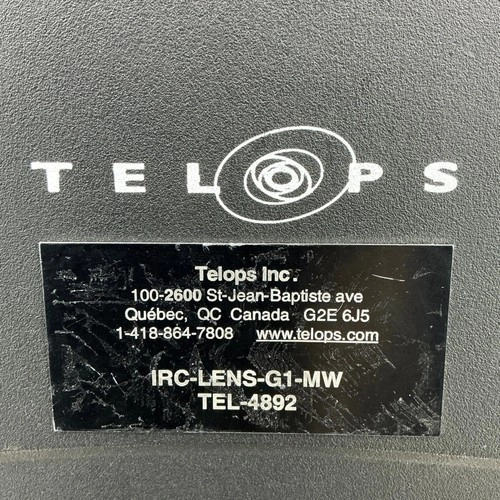 TELOPS
Telops Inc.
100-2600 St-Jean-Baptiste ave
Québec, QC Canada G2E 6J5
1-418-864-7808 www.telops.com
IRC-LENS-G1-MW
TEL-4892